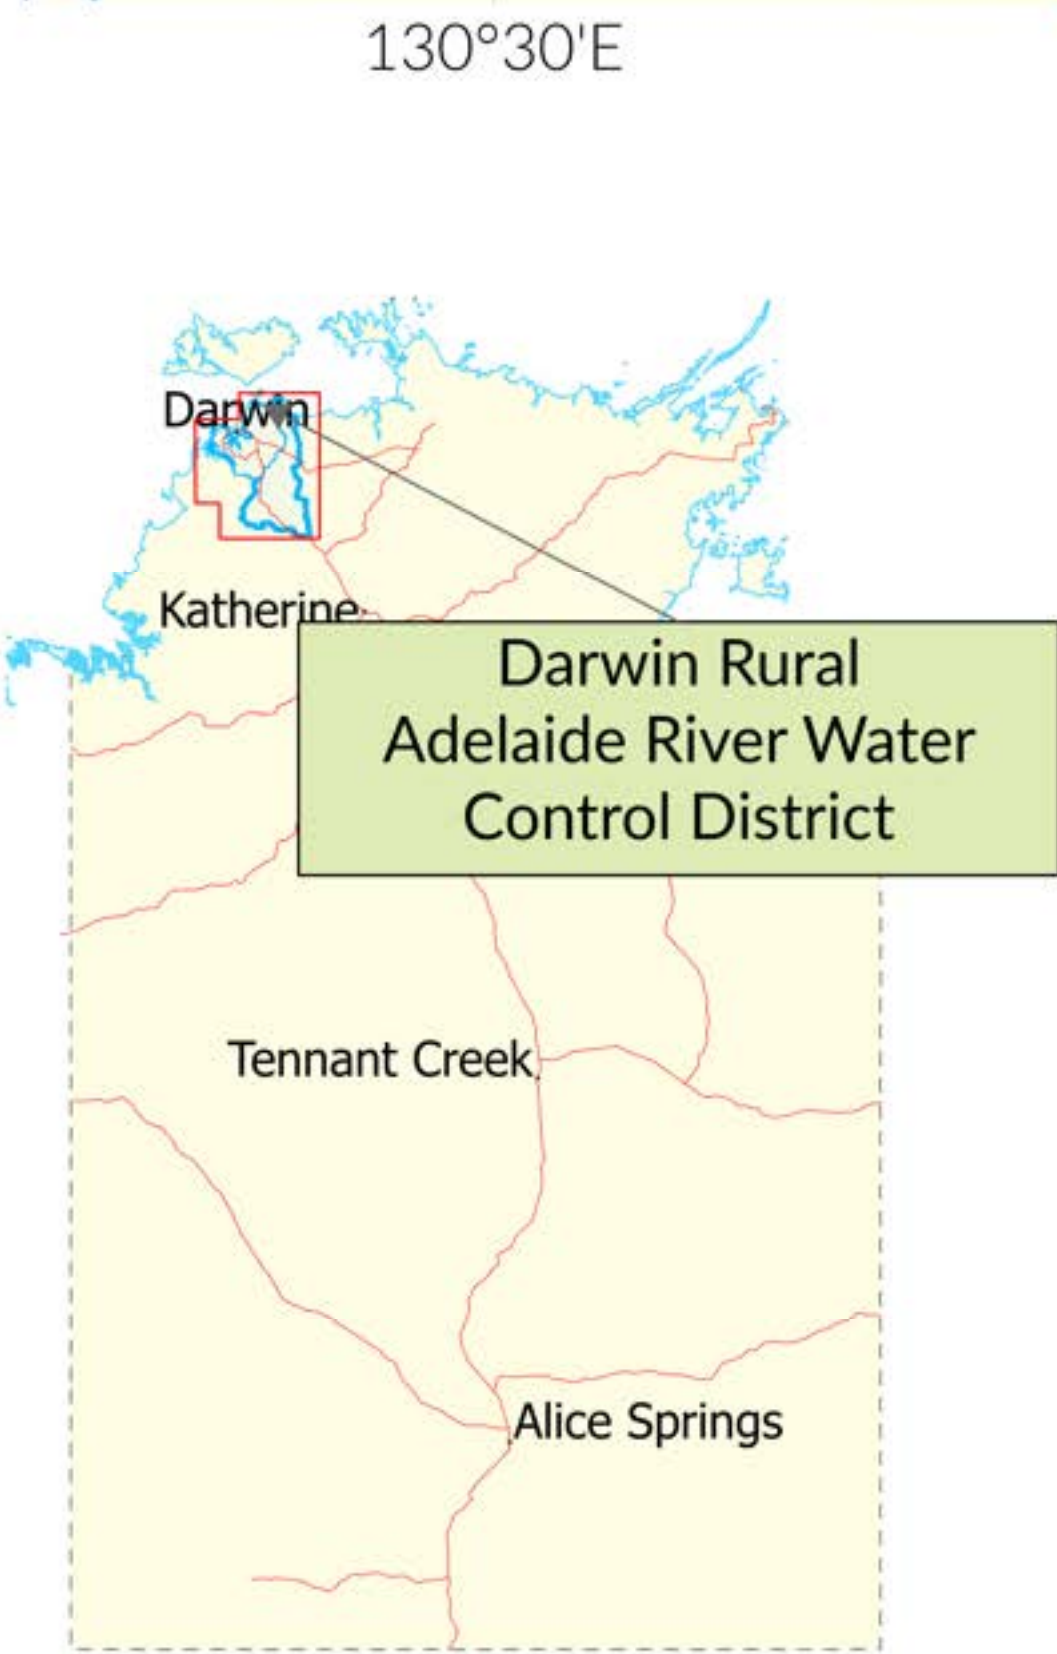 130°30'E
Darwin
Katherine
Darwin Rural
Adelaide River Water
Control District
Tennant Creek
Alice Springs